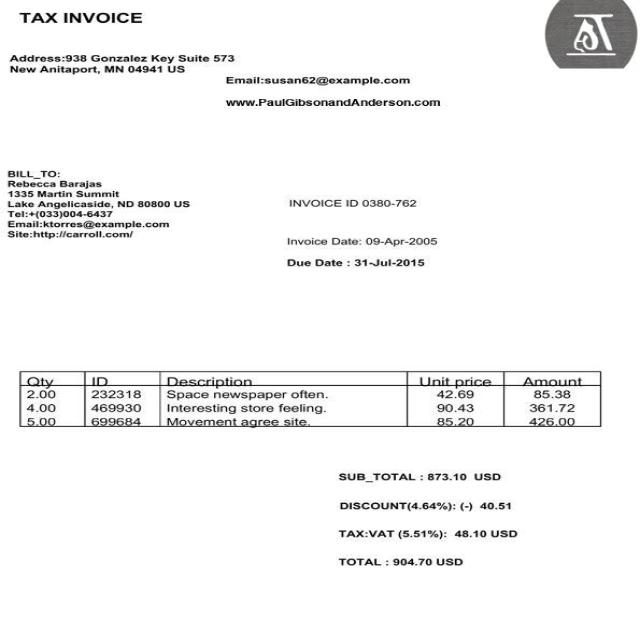 TAX INVOICE
Address:938 Gonzalez Key Suite 573
New Anitaport, MN 04941 US
Email:susan62@example.com
www.PaulGibsonandAnderson.com
BILL_TO:
Rebecca Barajas
1335 Martin Summit
Lake Angelicaside, ND 80800 US
Tel:+(033)004-6437
Email:ktorres@example.com
Site:http://carroll.com/
INVOICE ID 0380-762
Invoice Date: 09-Apr-2005
Due Date : 31-Jul-2015
Qty ID Description Unit price Amount
2.00 232318 Space newspaper often. 42.69 85.38
4.00 469930 Interesting store feeling. 90.43 361.72
5.00 699684 Movement agree site. 85.20 426.00
SUB_TOTAL : 873.10 USD
DISCOUNT(4.64%): (-) 40.51
TAX:VAT (5.51%): 48.10 USD
TOTAL : 904.70 USD